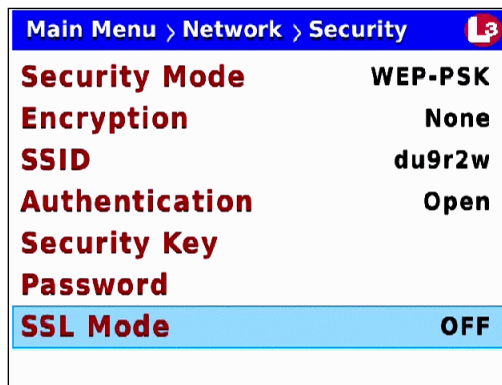 Main Menu > Network > Security L3
Security Mode WEP-PSK
Encryption None
SSID du9r2w
Authentication Open
Security Key
Password
SSL Mode OFF